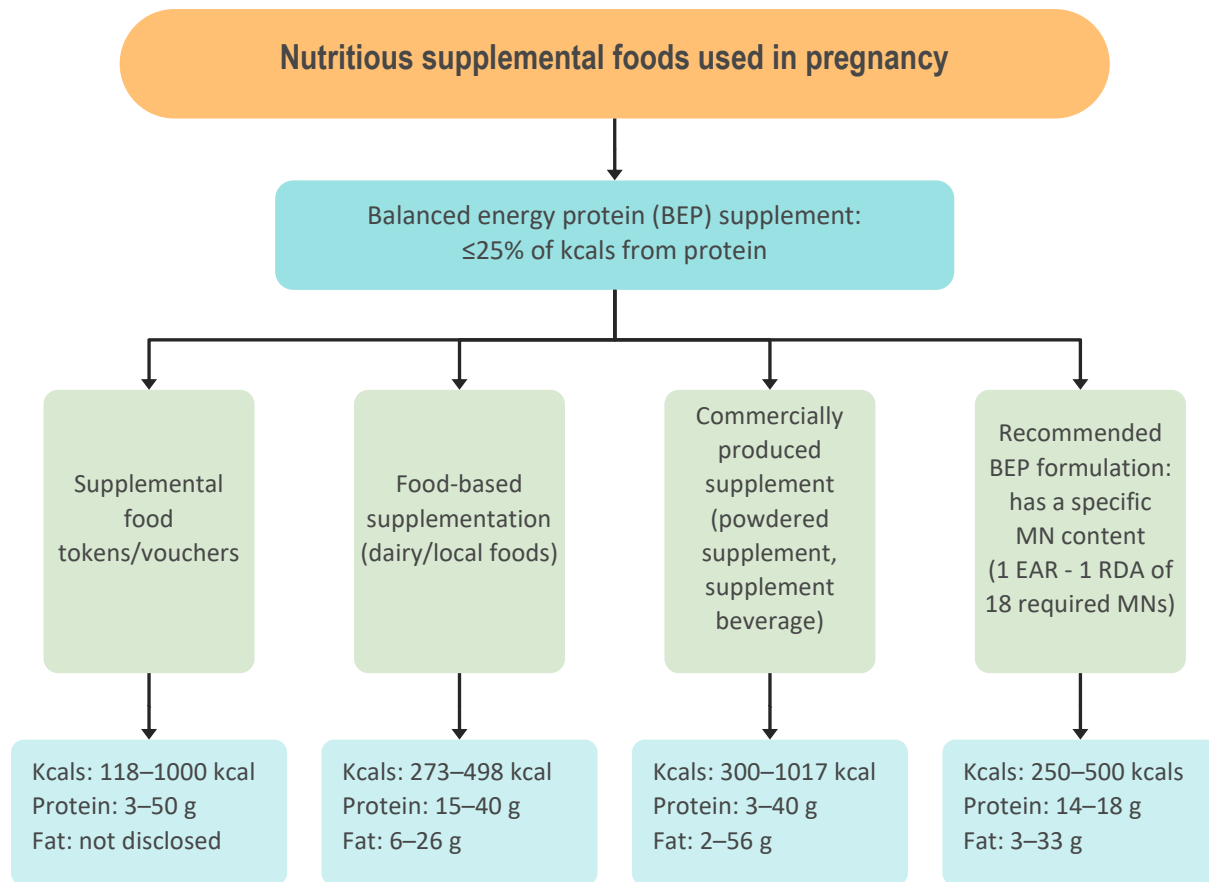 Nutritious supplemental foods used in pregnancy
Balanced energy protein (BEP) supplement:
≤25% of kcals from protein
Supplemental
food
tokens/vouchers
Food-based
supplementation
(dairy/local foods)
Commercially
produced
supplement
(powdered
supplement,
supplement
beverage)
Recommended
BEP formulation:
has a specific
MN content
(1 EAR - 1 RDA of
18 required MNs)
Kcals: 118–1000 kcal
Protein: 3–50 g
Fat: not disclosed
Kcals: 273–498 kcal
Protein: 15–40 g
Fat: 6–26 g
Kcals: 300–1017 kcal
Protein: 3–40 g
Fat: 2–56 g
Kcals: 250–500 kcals
Protein: 14–18 g
Fat: 3–33 g